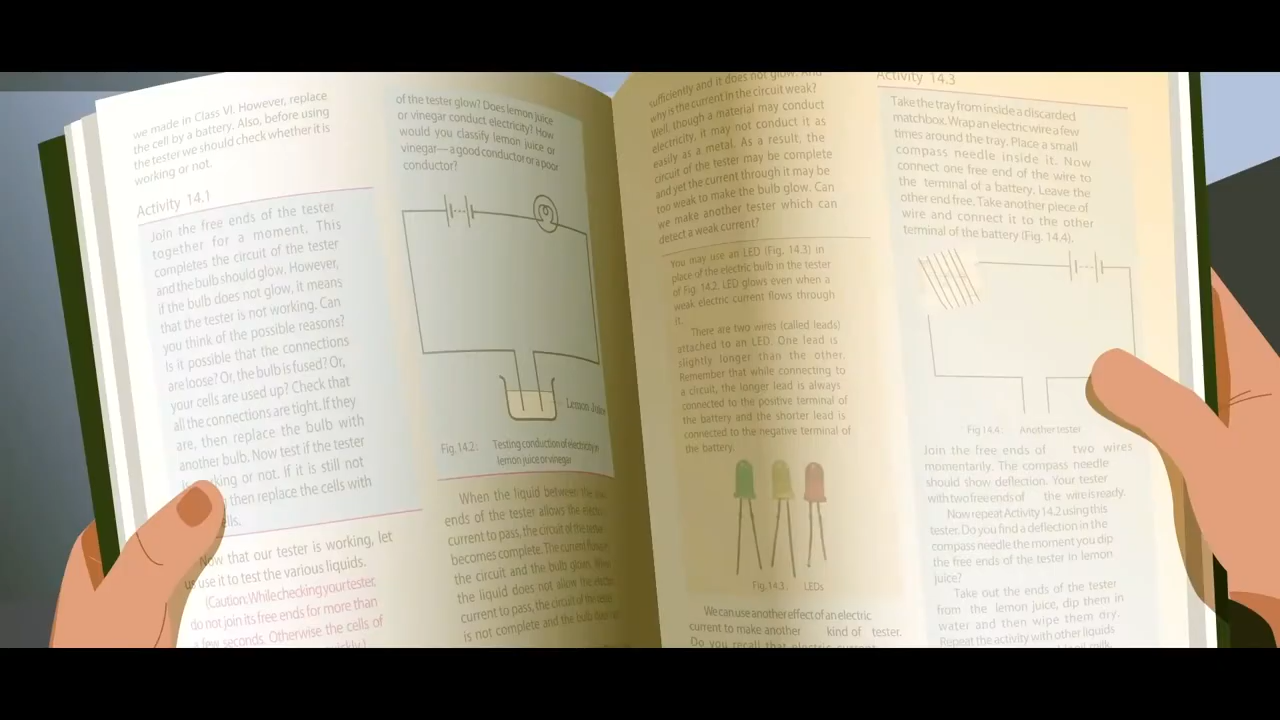 we made in Class VI. However, replace
the cell by a battery. Also, before using
the tester we should check whether it is
working or not.
Activity 14.1
Join the free ends of the tester
together for a moment. This
completes the circuit of the tester
and the bulb should glow. However,
if the bulb does not glow, it means
that the tester is not working. Can
you think of the possible reasons?
Is it possible that the connections
are loose? Or, the bulb is fused? Or,
your cells are used up? Check that
all the connections are tight. If they
are, then replace the bulb with
another bulb. Now test if the tester
or not. If it is still not
then replace the cells with
Now that our tester is working, let
us use it to test the various liquids.
(Caution: While checking your tester,
do not join its free ends for more than
a few seconds. Otherwise the cells of
of the tester glow? Does lemon juice
or vinegar conduct electricity? How
would you classify lemon juice or
vinegar—a good conductor or a poor
conductor?
Lemon Juice
Fig 14.2: Testing conduction of electricity in
lemon juice or vinegar
When the liquid between the
ends of the tester allows the
current to pass, the circuit of the
becomes complete. The current
the circuit and the bulb glows.
the liquid does not allow the
current to pass, the circuit of the
is not complete and the bulb
sufficiently and it does not glow. And
why is the current in the circuit weak?
Well, though a material may conduct
electricity, it may not conduct it as
easily as a metal. As a result, the
circuit of the tester may be complete
and yet the current through it may be
too weak to make the bulb glow. Can
we make another tester which can
detect a weak current?
You may use an LED (Fig. 14.3) in
place of the electric bulb in the tester
of Fig. 14.2. LED glows even when a
weak electric current flows through
it.
There are two wires (called leads)
attached to an LED. One lead is
slightly longer than the other.
Remember that while connecting to
a circuit, the longer lead is always
connected to the positive terminal of
the battery and the shorter lead is
connected to the negative terminal of
the battery.
Fig.14.3: LEDs
We can use another effect of an electric
current to make another kind of tester.
Do you recall that electric current
Activity 14.3
Take the tray from inside a discarded
matchbox. Wrap an electric wire a few
times around the tray. Place a small
compass needle inside it. Now
connect one free end of the wire to
the terminal of a battery. Leave the
other end free. Take another piece of
wire and connect it to the other
terminal of the battery (Fig. 14.4).
Fig 14.4: Another tester
Join the free ends of two wires
momentarily. The compass needle
should show deflection. Your tester
with two free ends of the wire is ready.
Now repeat Activity 14.2 using this
tester. Do you find a deflection in the
compass needle the moment you dip
the free ends of the tester in lemon
juice?
Take out the ends of the tester
from the lemon juice, dip them in
water and then wipe them dry.
Repeat the activity with other liquids